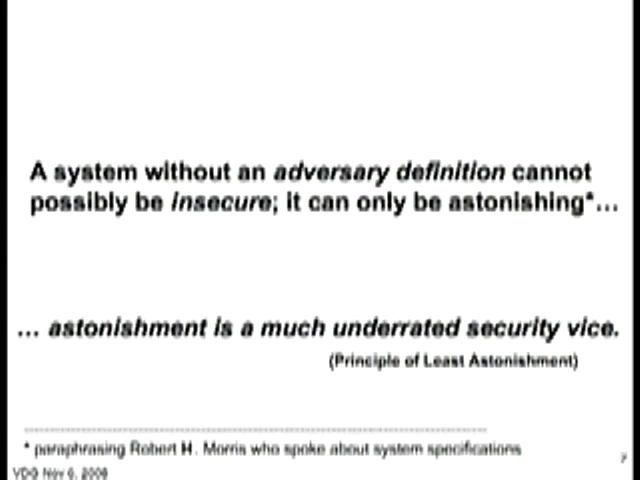 A system without an adversary definition cannot
possibly be insecure; it can only be astonishing*...
... astonishment is a much underrated security vice.
(Principle of Least Astonishment)
* paraphrasing Robert H. Morris who spoke about system specifications
7
VDG Nov 6, 2009